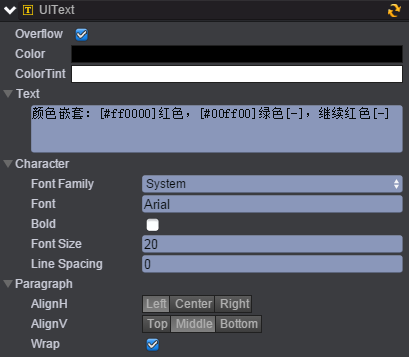 UIText
Overflow
Color
ColorTint
Text
颜色嵌套: [#ff0000]红色, [#00ff00]绿色[-], 继续红色[-]
Character
Font Family System
Font Arial
Bold
Font Size 20
Line Spacing 0
Paragraph
AlignH Left Center Right
AlignV Top Middle Bottom
Wrap